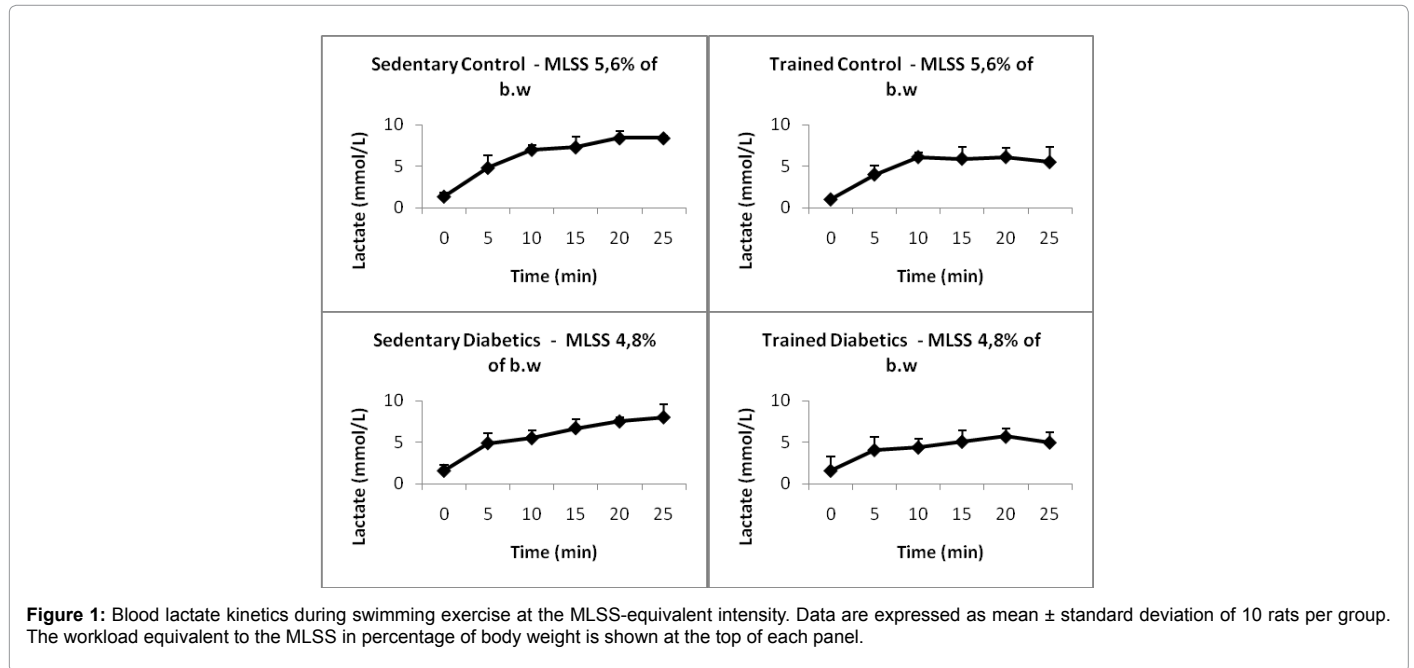 Sedentary Control - MLSS 5,6% of
b.w
10
5
0
Lactate (mmol/L)
0 5 10 15 20 25
Time (min)
Trained Control - MLSS 5,6% of
b.w
10
5
0
Lactate (mmol/L)
0 5 10 15 20 25
Time (min)
Sedentary Diabetics - MLSS 4,8%
of b.w
10
5
0
Lactate (mmol/L)
0 5 10 15 20 25
Time (min)
Trained Diabetics - MLSS 4,8% of
b.w
10
5
0
Lactate (mmol/L)
0 5 10 15 20 25
Time (min)
Figure 1: Blood lactate kinetics during swimming exercise at the MLSS-equivalent intensity. Data are expressed as mean ± standard deviation of 10 rats per group.
The workload equivalent to the MLSS in percentage of body weight is shown at the top of each panel.